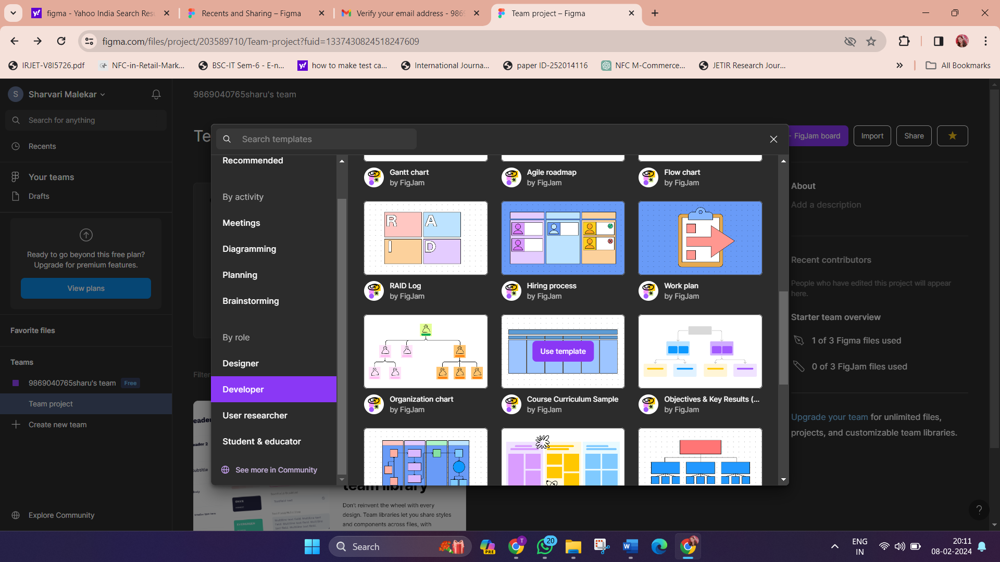 figma - Yahoo India Search Resu
Recents and Sharing – Figma
Verify your email address - 986
Team project – Figma
figma.com/files/project/203589710/Team-project?fuid=1337430824518247609
IRJET-V8I5726.pdf
NFC-in-Retail-Mark...
BSC-IT Sem-6 - E-n...
how to make test ca...
International Journa...
paper ID-252014116
NFC M-Commerce...
JETIR Research Jour...
All Bookmarks
S
Sharvari Malekar
9869040765sharu's team
Search for anything
Recents
Your teams
Drafts
Ready to go beyond this free plan?
Upgrade for premium features.
View plans
Favorite files
Teams
9869040765sharu's team
Free
Team project
Create new team
Explore Community
Te
Search templates
FigJam board
Import
Share
Recommended
By activity
Meetings
Diagramming
Planning
Brainstorming
By role
Designer
Developer
User researcher
Student & educator
See more in Community
Gantt chart
by FigJam
Agile roadmap
by FigJam
Flow chart
by FigJam
R
A
I
D
RAID Log
by FigJam
Hiring process
by FigJam
Work plan
by FigJam
Use template
Organization chart
by FigJam
Course Curriculum Sample
by FigJam
Objectives & Key Results (...
by FigJam
About
Add a description
Recent contributors
People who have edited this project will appear
here.
Starter team overview
1 of 3 Figma files used
0 of 3 FigJam files used
Upgrade your team for unlimited files,
projects, and customizable team libraries.
Filter
eader
eader 2
ubtitle
team library
Don't reinvent the wheel with every
design. Team libraries let you share styles
and components across files, with
?
Search
PRE
T
20
ENG
IN
20:11
08-02-2024